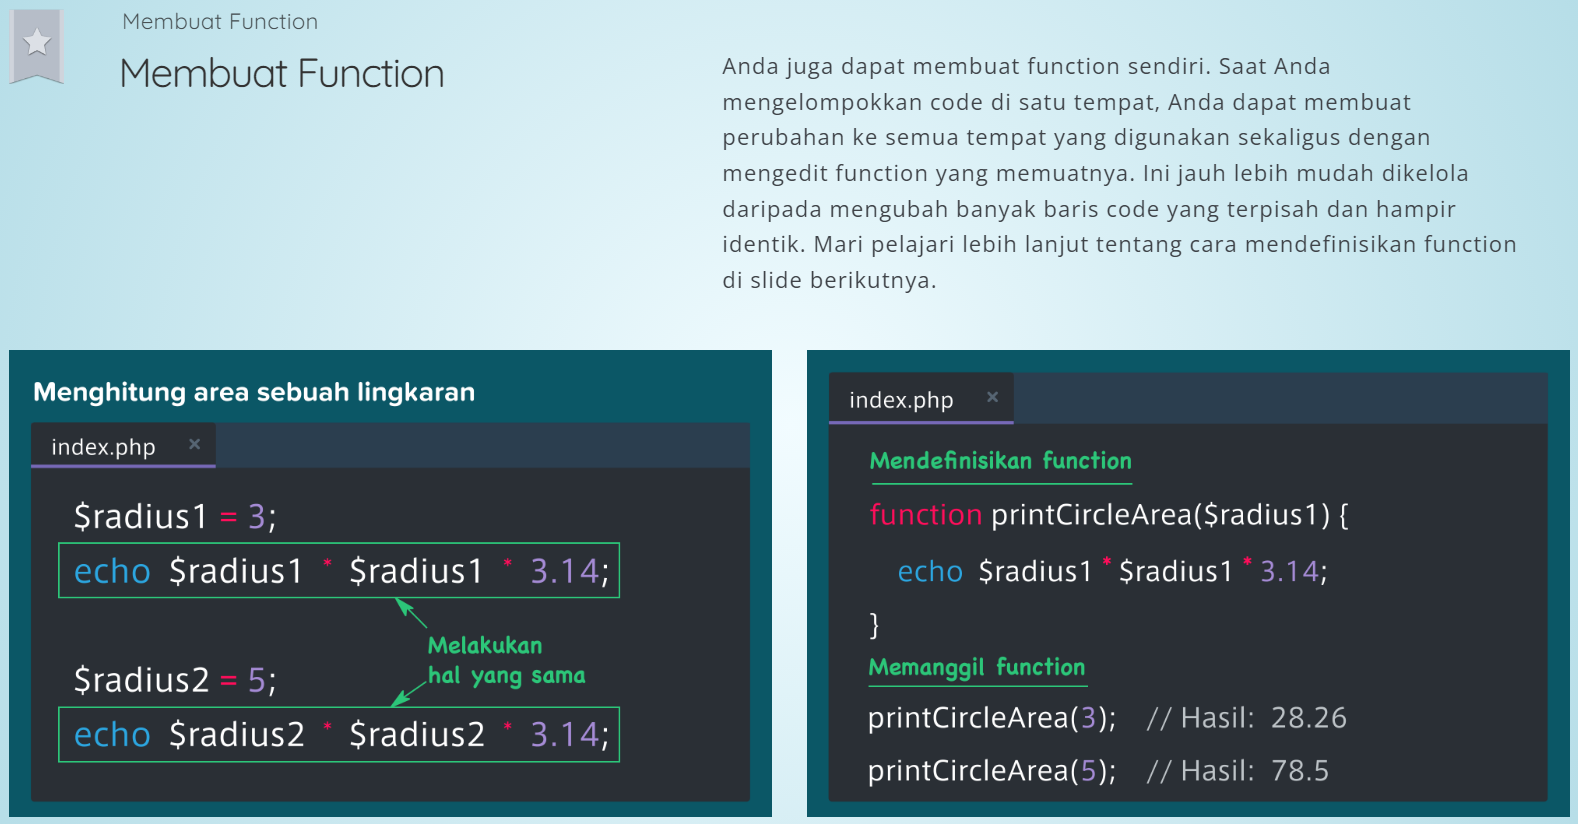 Membuat Function
Membuat Function
Anda juga dapat membuat function sendiri. Saat Anda
mengelompokkan code di satu tempat, Anda dapat membuat
perubahan ke semua tempat yang digunakan sekaligus dengan
mengedit function yang memuatnya. Ini jauh lebih mudah dikelola
daripada mengubah banyak baris code yang terpisah dan hampir
identik. Mari pelajari lebih lanjut tentang cara mendefinisikan function
di slide berikutnya.
Menghitung area sebuah lingkaran
index.php ×
$radius1 = 3;
echo $radius1 * $radius1 * 3.14;
Melakukan
hal yang sama
$radius2 = 5;
echo $radius2 * $radius2 * 3.14;
index.php ×
Mendefinisikan function
function printCircleArea($radius1) {
echo $radius1 * $radius1 * 3.14;
}
Memanggil function
printCircleArea(3); // Hasil: 28.26
printCircleArea(5); // Hasil: 78.5